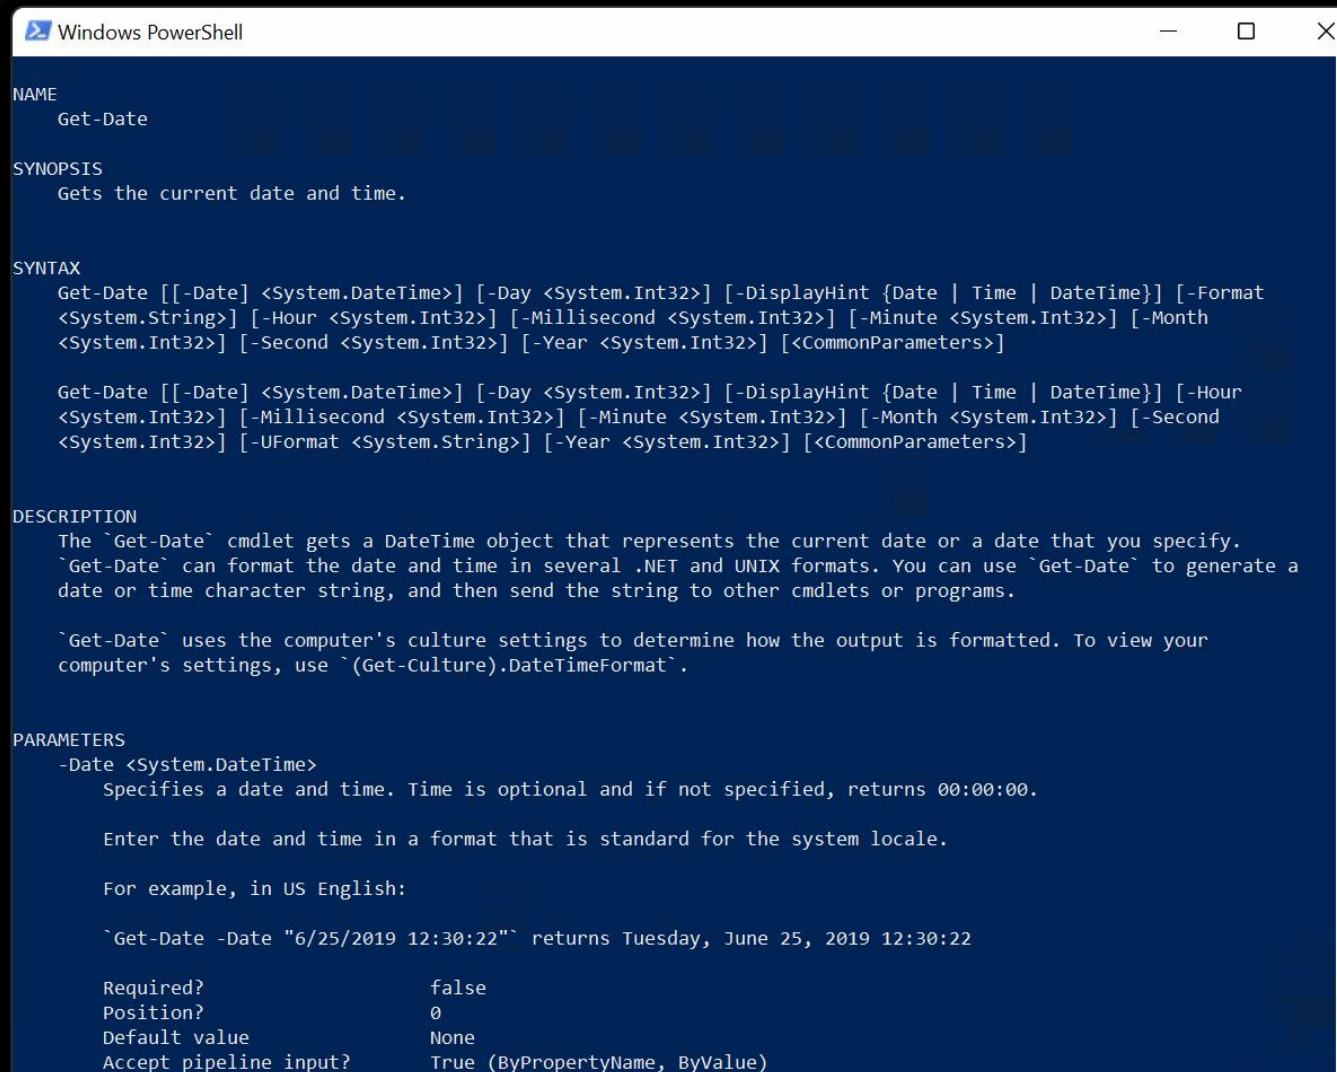 Windows PowerShell
NAME
Get-Date
SYNOPSIS
Gets the current date and time.
SYNTAX
Get-Date [[-Date] <System.DateTime>] [-Day <System.Int32>] [-DisplayHint {Date | Time | DateTime}] [-Format
<System.String>] [-Hour <System.Int32>] [-Millisecond <System.Int32>] [-Minute <System.Int32>] [-Month
<System.Int32>] [-Second <System.Int32>] [-Year <System.Int32>] [<CommonParameters>]
Get-Date [[-Date] <System.DateTime>] [-Day <System.Int32>] [-DisplayHint {Date | Time | DateTime}] [-Hour
<System.Int32>] [-Millisecond <System.Int32>] [-Minute <System.Int32>] [-Month <System.Int32>] [-Second
<System.Int32>] [-UFormat <System.String>] [-Year <System.Int32>] [<CommonParameters>]
DESCRIPTION
The `Get-Date` cmdlet gets a DateTime object that represents the current date or a date that you specify.
`Get-Date` can format the date and time in several .NET and UNIX formats. You can use `Get-Date` to generate a
date or time character string, and then send the string to other cmdlets or programs.
`Get-Date` uses the computer's culture settings to determine how the output is formatted. To view your
computer's settings, use `(Get-Culture).DateTimeFormat`.
PARAMETERS
-Date <System.DateTime>
Specifies a date and time. Time is optional and if not specified, returns 00:00:00.
Enter the date and time in a format that is standard for the system locale.
For example, in US English:
`Get-Date -Date "6/25/2019 12:30:22"` returns Tuesday, June 25, 2019 12:30:22
Required? false
Position? 0
Default value None
Accept pipeline input? True (ByPropertyName, ByValue)